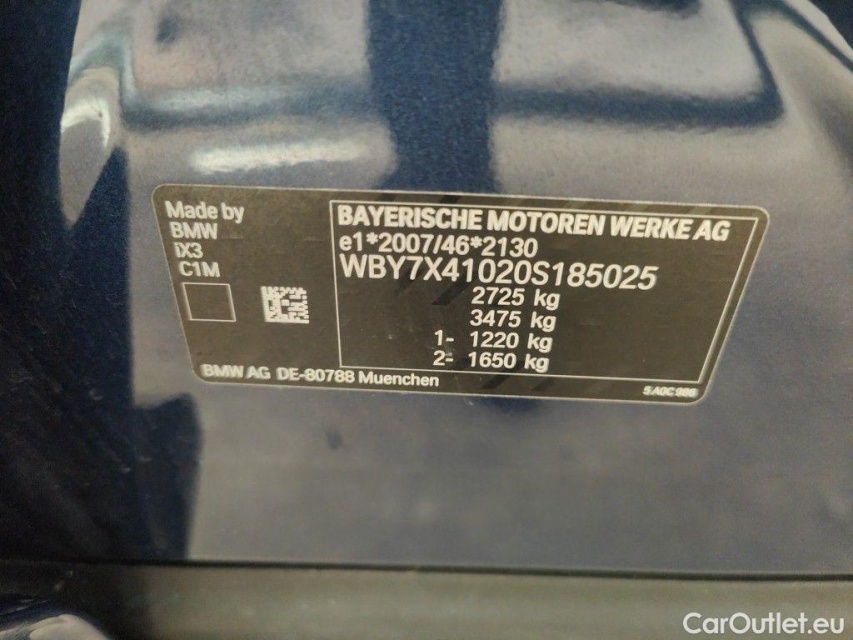 Made by
BMW
iX3
C1M
BAYERISCHE MOTOREN WERKE AG
e1*2007/46*2130
WBY7X41020S185025
2725 kg
3475 kg
1- 1220 kg
2- 1650 kg
BMW AG DE-80788 Muenchen
CarOutlet.eu